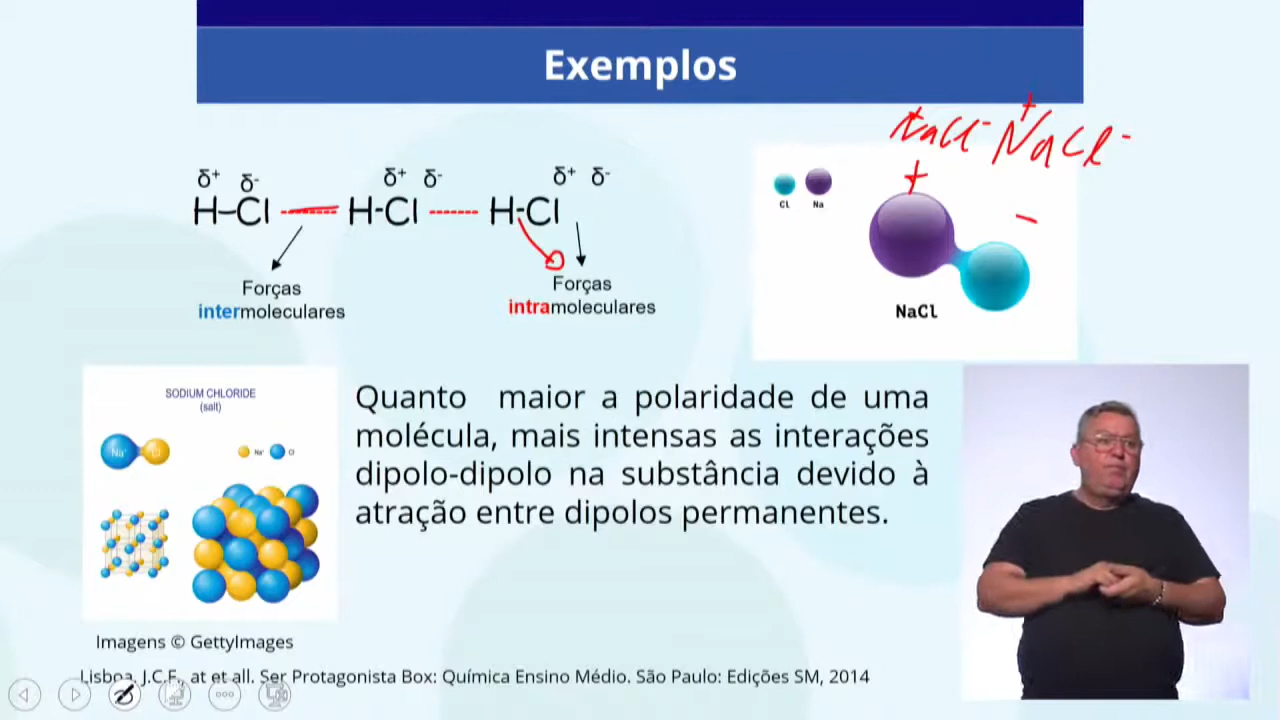 Exemplos
NaCl⁻ Na⁺Cl⁻
+
−
δ⁺ δ⁻ δ⁺ δ⁻ δ⁺ δ⁻
H-Cl ------ H-Cl ------ H-Cl
Forças
intermoleculares
Forças
intramoleculares
Cl Na
NaCl
SODIUM CHLORIDE
(salt)
Na⁺ Cl
Na⁺ Cl
Quanto maior a polaridade de uma
molécula, mais intensas as interações
dipolo-dipolo na substância devido à
atração entre dipolos permanentes.
Imagens © GettyImages
Lisboa, J.C.F., at et all. Ser Protagonista Box: Química Ensino Médio. São Paulo: Edições SM, 2014